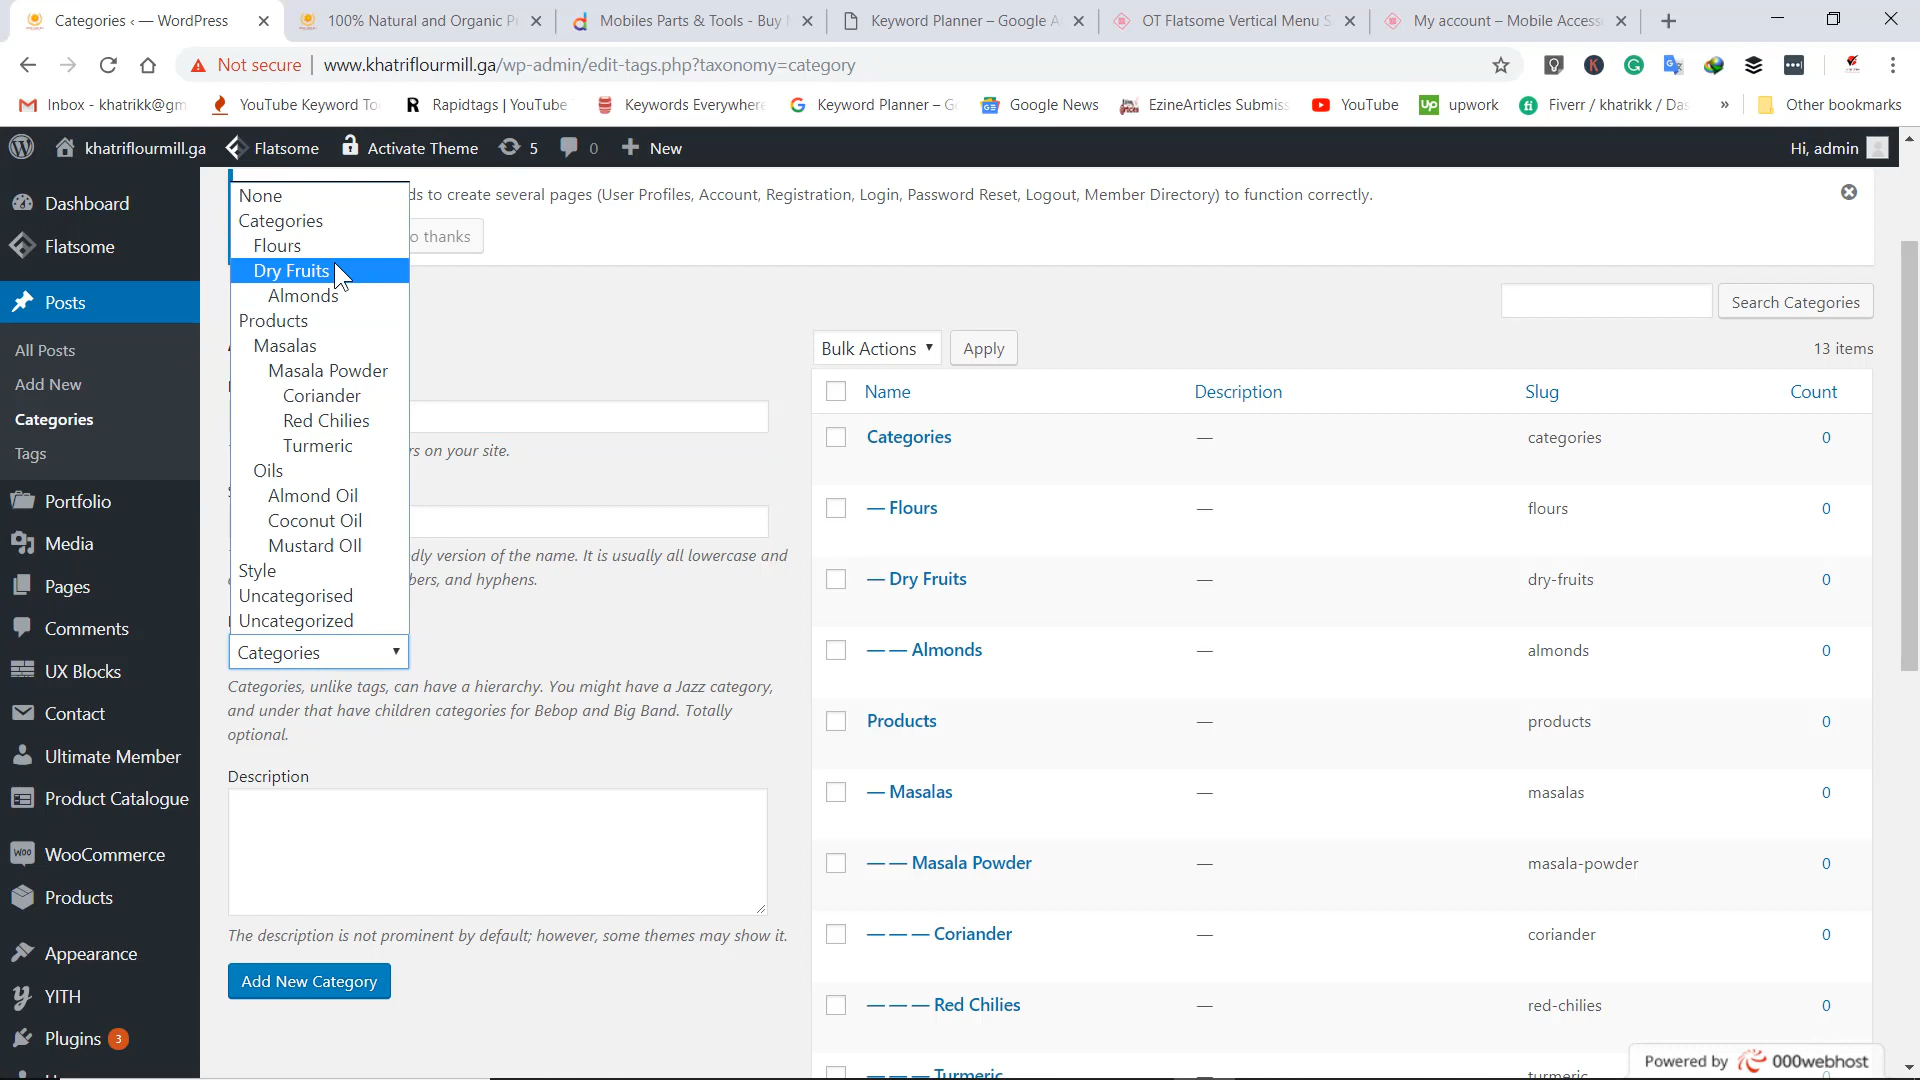 Categories ‹ — WordPress
100% Natural and Organic P
Mobiles Parts & Tools - Buy
Keyword Planner – Google A
OT Flatsome Vertical Menu S
My account – Mobile Access
Not secure
www.khatriflourmill.ga/wp-admin/edit-tags.php?taxonomy=category
Inbox - khatrikk@gm
YouTube Keyword To
Rapidtags | YouTube
Keywords Everywher
Keyword Planner – G
Google News
EzineArticles Submis
YouTube
upwork
Fiverr / khatrikk / Das
»
Other bookmarks
khatriflourmill.ga
Flatsome
Activate Theme
5
0
New
Hi, admin
Dashboard
Flatsome
Posts
All Posts
Add New
Categories
Tags
Portfolio
Media
Pages
Comments
UX Blocks
Contact
Ultimate Member
Product Catalogue
WooCommerce
Products
Appearance
YITH
Plugins 3
ds to create several pages (User Profiles, Account, Registration, Login, Password Reset, Logout, Member Directory) to function correctly.
o thanks
None
Categories
Flours
Dry Fruits
Almonds
Products
Masalas
Masala Powder
Coriander
Red Chilies
Turmeric
Oils
Almond Oil
Coconut Oil
Mustard OIl
Style
Uncategorised
Uncategorized
rs on your site.
dly version of the name. It is usually all lowercase and
bers, and hyphens.
Categories
Categories, unlike tags, can have a hierarchy. You might have a Jazz category,
and under that have children categories for Bebop and Big Band. Totally
optional.
Description
The description is not prominent by default; however, some themes may show it.
Add New Category
Search Categories
Bulk Actions
Apply
13 items
Name Description Slug Count
Categories — categories 0
— Flours — flours 0
— Dry Fruits — dry-fruits 0
— — Almonds — almonds 0
Products — products 0
— Masalas — masalas 0
— — Masala Powder — masala-powder 0
— — — Coriander — coriander 0
— — — Red Chilies — red-chilies 0
— — — Turmeric — turmeric 0
Powered by 000webhost